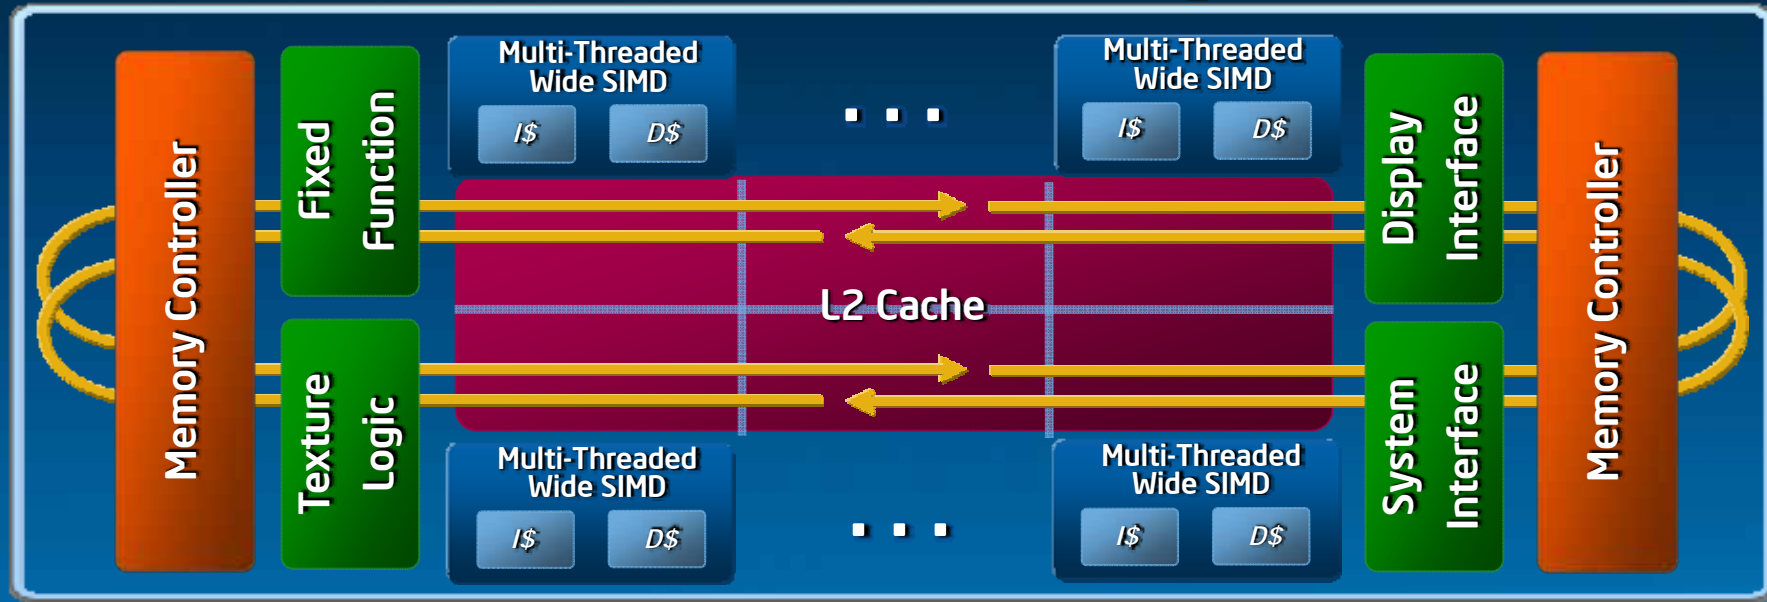 Memory Controller
Fixed
Function
Texture
Logic
Multi-Threaded
Wide SIMD
I$ D$
. . .
Multi-Threaded
Wide SIMD
I$ D$
L2 Cache
Multi-Threaded
Wide SIMD
I$ D$
. . .
Multi-Threaded
Wide SIMD
I$ D$
Display
Interface
System
Interface
Memory Controller